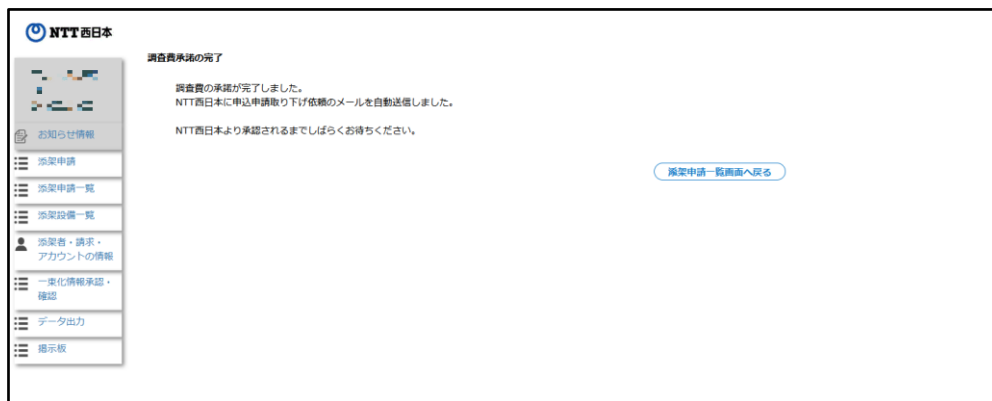 NTT西日本
調査費承諾の完了
調査費の承諾が完了しました。
NTT西日本に申込申請取り下げ依頼のメールを自動送信しました。
NTT西日本より承認されるまでしばらくお待ちください。
添架申請一覧画面へ戻る
お知らせ情報
添架申請
添架申請一覧
添架設備一覧
添架者・請求・
アカウントの情報
一束化情報承認・
確認
データ出力
掲示板